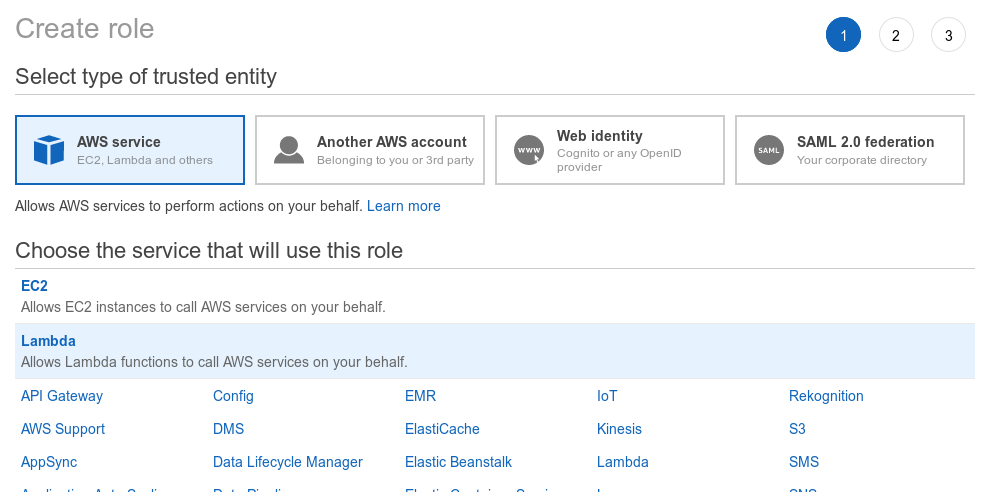 Create role
1 2 3
Select type of trusted entity
AWS service
EC2, Lambda and others
Another AWS account
Belonging to you or 3rd party
WWW
Web identity
Cognito or any OpenID
provider
SAML
SAML 2.0 federation
Your corporate directory
Allows AWS services to perform actions on your behalf. Learn more
Choose the service that will use this role
EC2
Allows EC2 instances to call AWS services on your behalf.
Lambda
Allows Lambda functions to call AWS services on your behalf.
API Gateway Config EMR IoT Rekognition
AWS Support DMS ElastiCache Kinesis S3
AppSync Data Lifecycle Manager Elastic Beanstalk Lambda SMS